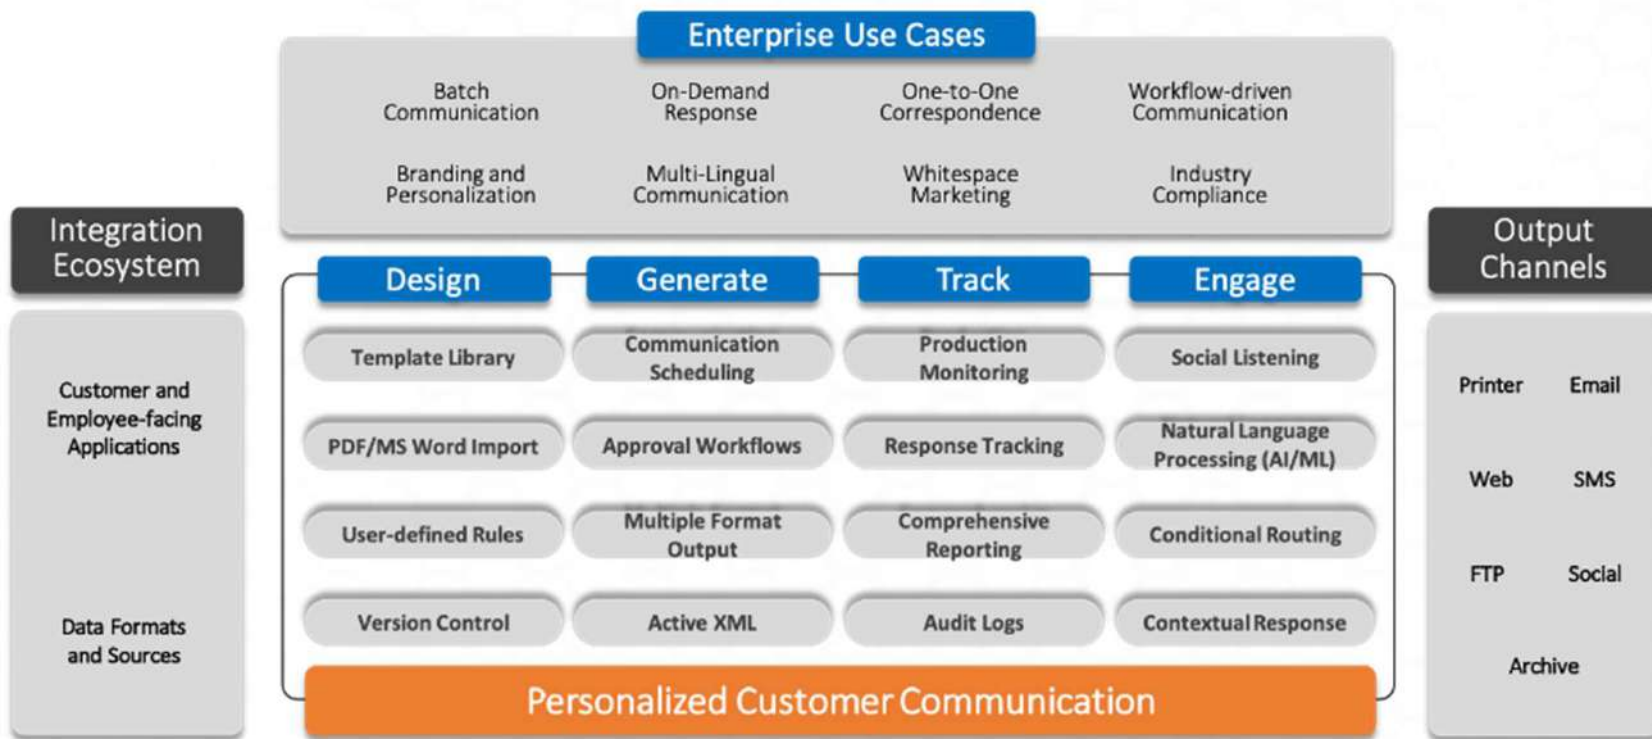 Enterprise Use Cases
Batch
Communication
On-Demand
Response
One-to-One
Correspondence
Workflow-driven
Communication
Branding and
Personalization
Multi-Lingual
Communication
Whitespace
Marketing
Industry
Compliance
Integration
Ecosystem
Customer and
Employee-facing
Applications
Data Formats
and Sources
Design
Template Library
PDF/MS Word Import
User-defined Rules
Version Control
Generate
Communication
Scheduling
Approval Workflows
Multiple Format
Output
Active XML
Track
Production
Monitoring
Response Tracking
Comprehensive
Reporting
Audit Logs
Engage
Social Listening
Natural Language
Processing (AI/ML)
Conditional Routing
Contextual Response
Personalized Customer Communication
Output
Channels
Printer
Email
Web
SMS
FTP
Social
Archive